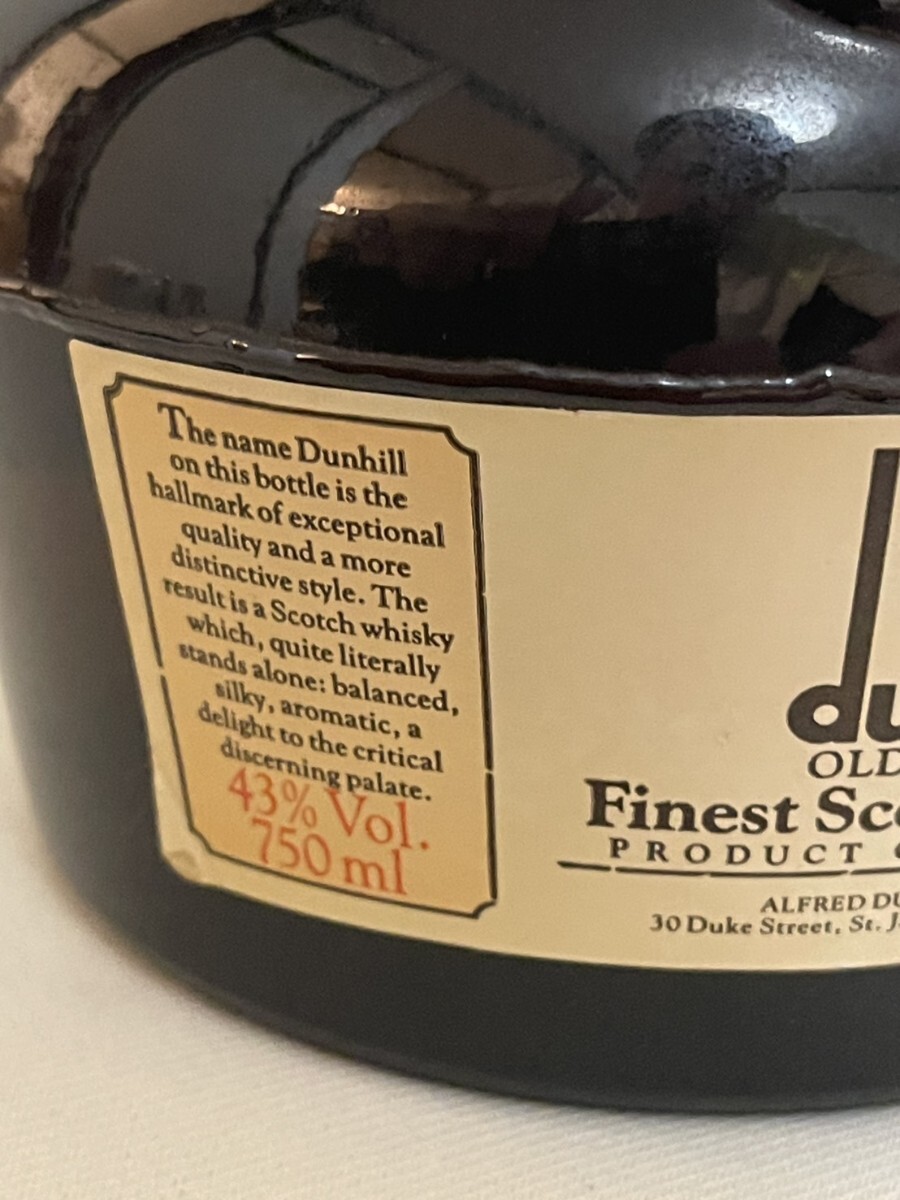 The name Dunhill
on this bottle is the
hallmark of exceptional
quality and a more
distinctive style. The
result is a Scotch whisky
which, quite literally
stands alone: balanced,
silky, aromatic, a
delight to the critical
discerning palate.
43% Vol.
750 ml
du
OLD
Finest Sco
PRODUCT
ALFRED DU
30 Duke Street, St. J